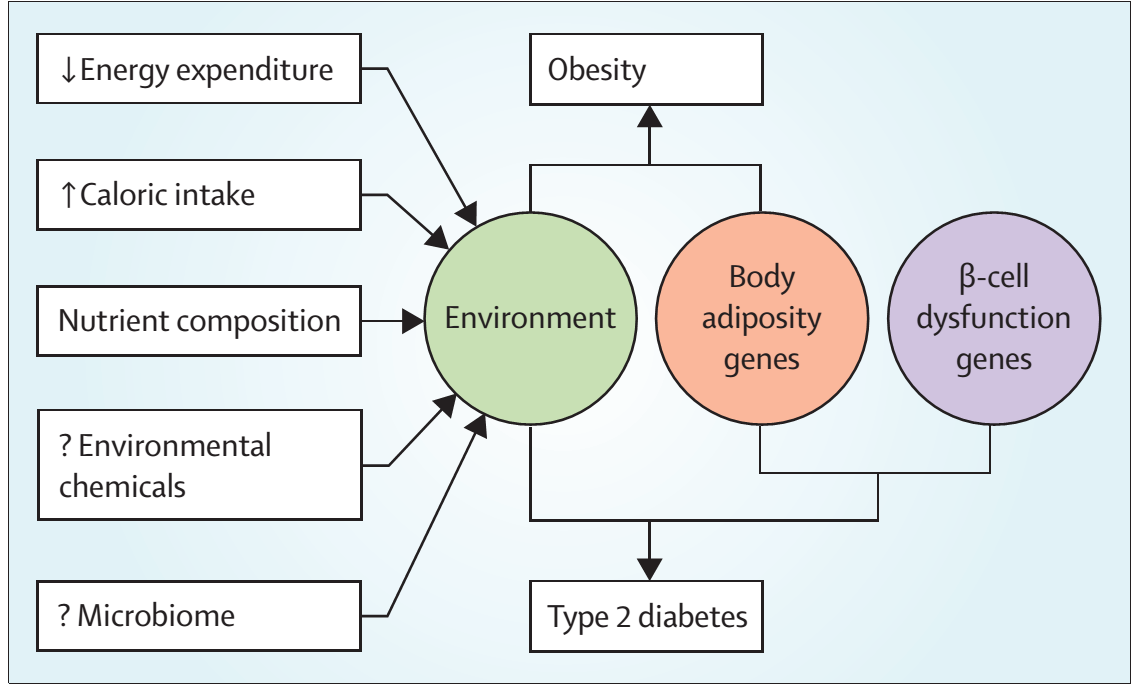 ↓Energy expenditure
↑Caloric intake
Nutrient composition
? Environmental
chemicals
? Microbiome
Obesity
Environment
Body
adiposity
genes
β-cell
dysfunction
genes
Type 2 diabetes